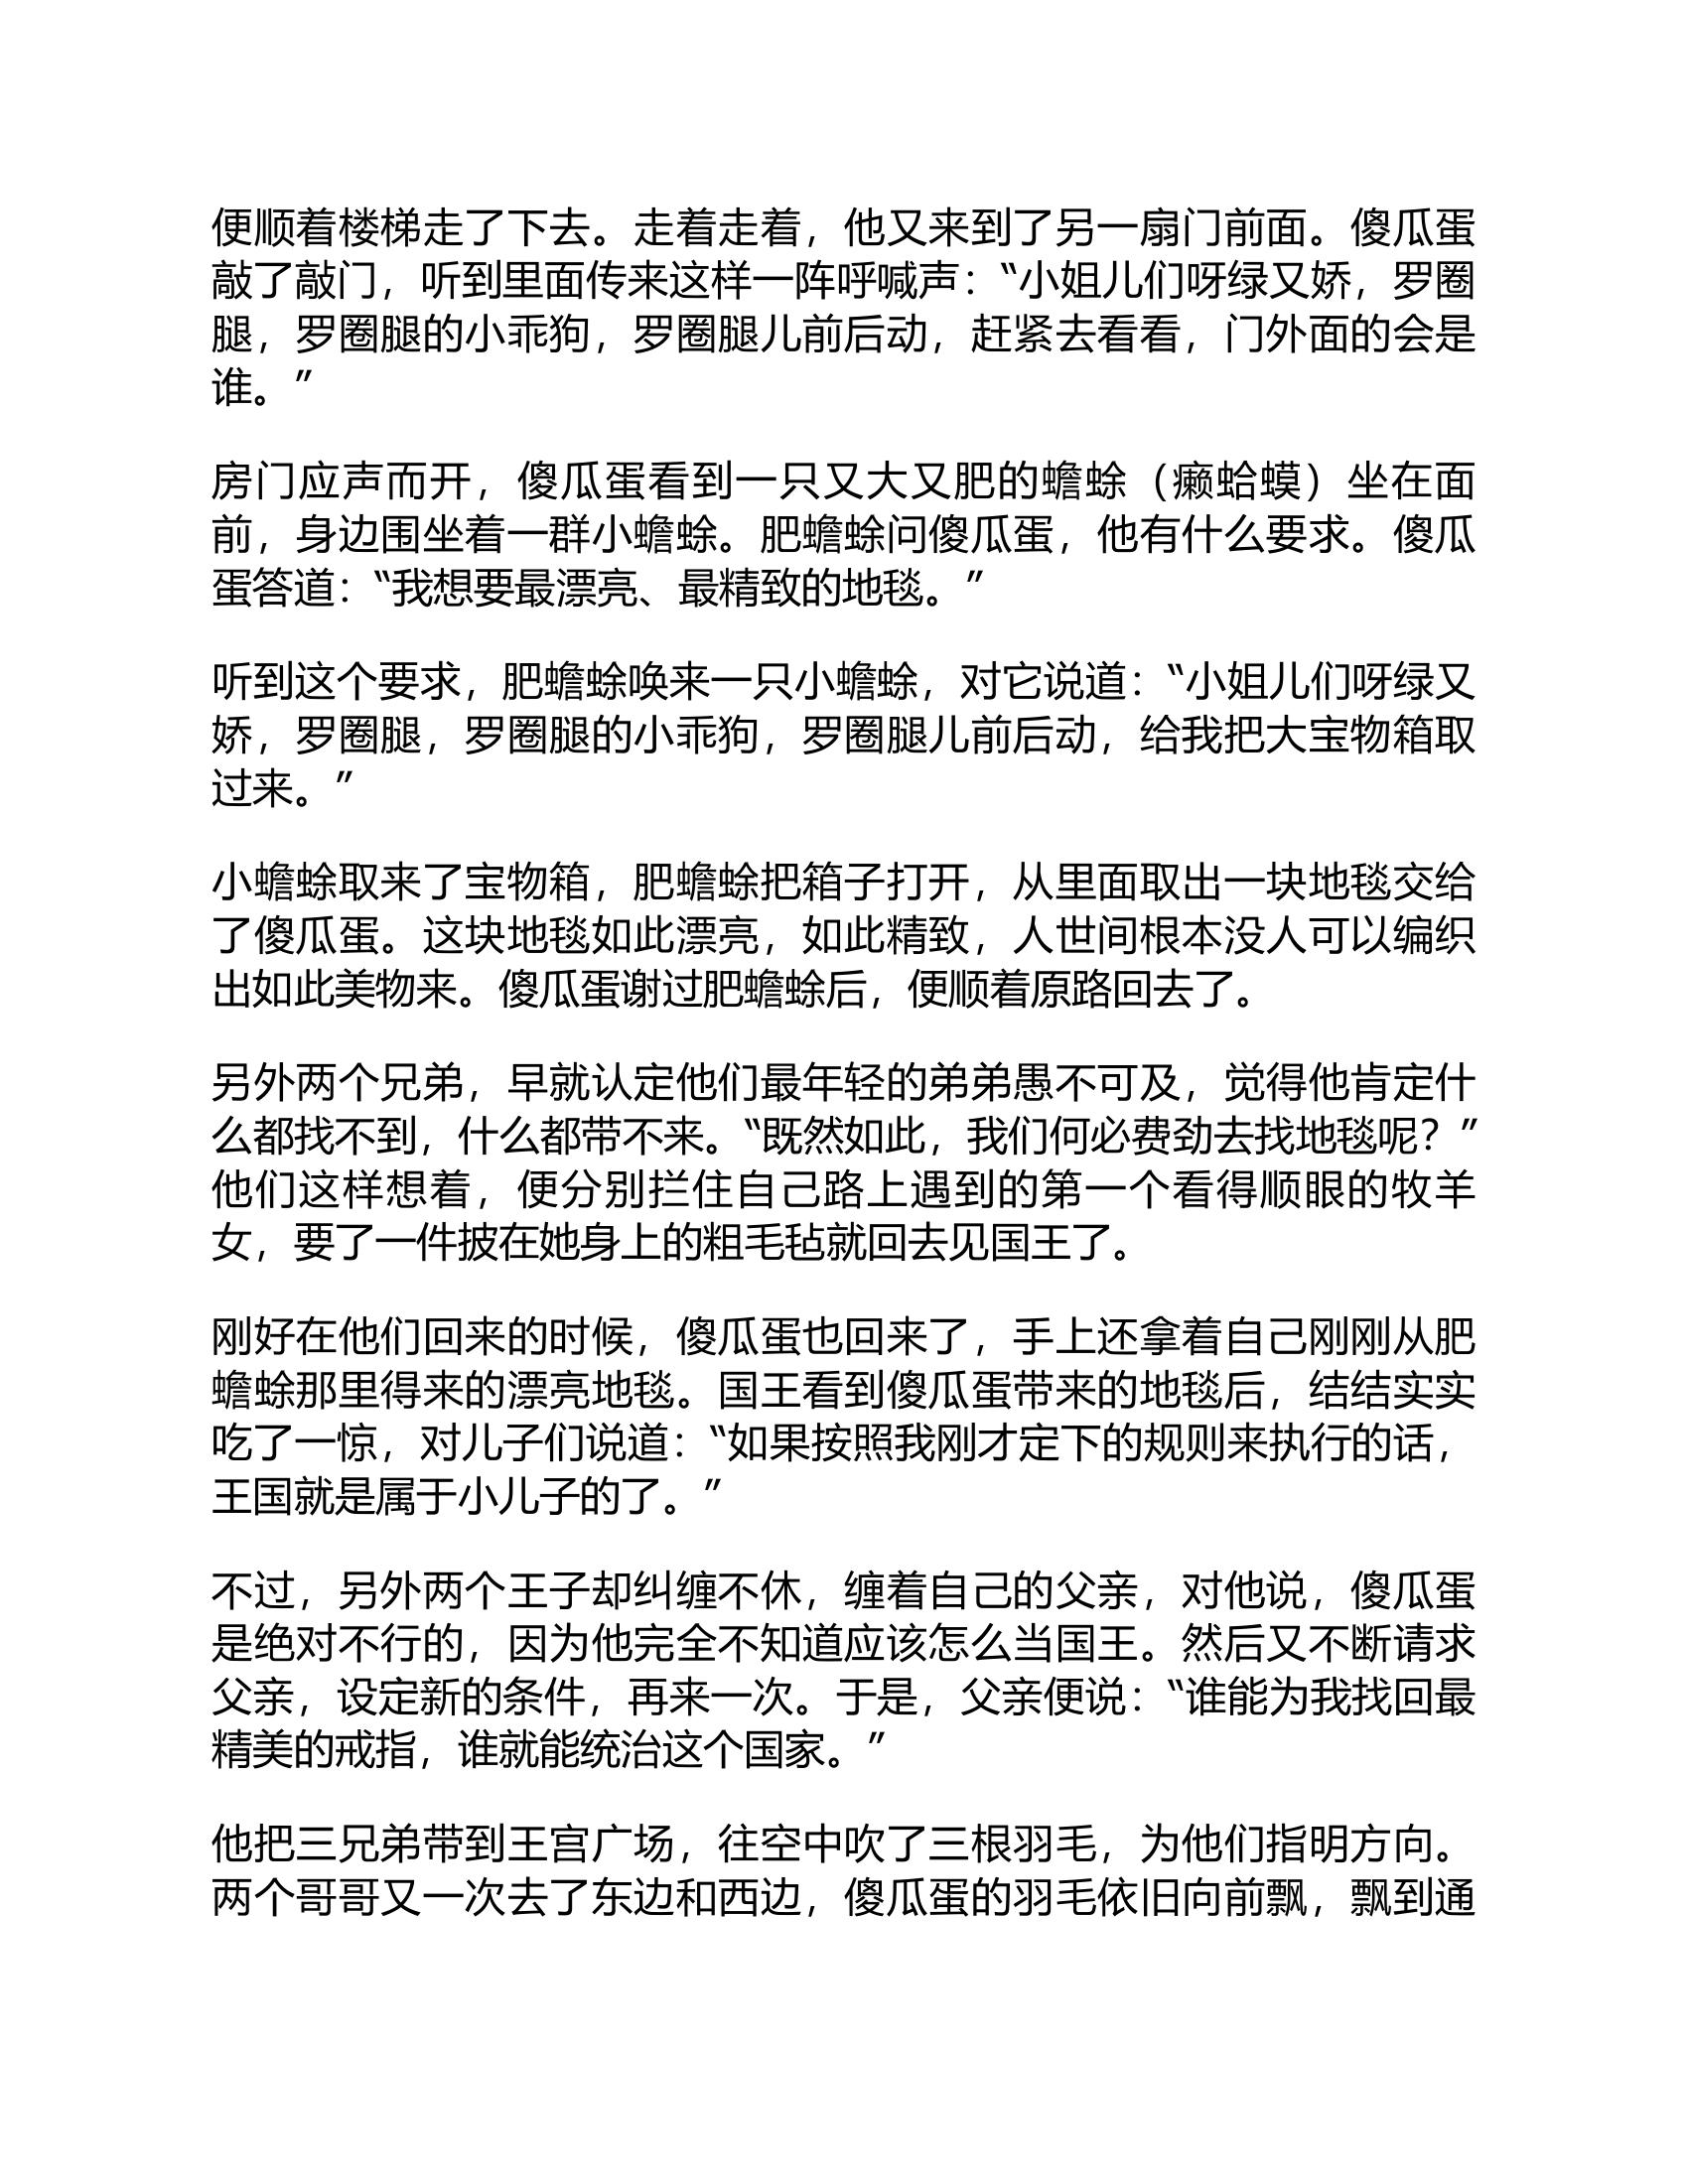 便顺着楼梯走了下去。走着走着，他又来到了另一扇门前面。傻瓜蛋
敲了敲门，听到里面传来这样一阵呼喊声：“小姐儿们呀绿又娇，罗圈
腿，罗圈腿的小乖狗，罗圈腿儿前后动，赶紧去看看，门外面的会是
谁。”
房门应声而开，傻瓜蛋看到一只又大又肥的蟾蜍（癞蛤蟆）坐在面
前，身边围坐着一群小蟾蜍。肥蟾蜍问傻瓜蛋，他有什么要求。傻瓜
蛋答道：“我想要最漂亮、最精致的地毯。”
听到这个要求，肥蟾蜍唤来一只小蟾蜍，对它说道：“小姐儿们呀绿又
娇，罗圈腿，罗圈腿的小乖狗，罗圈腿儿前后动，给我把大宝物箱取
过来。”
小蟾蜍取来了宝物箱，肥蟾蜍把箱子打开，从里面取出一块地毯交给
了傻瓜蛋。这块地毯如此漂亮，如此精致，人世间根本没人可以编织
出如此美物来。傻瓜蛋谢过肥蟾蜍后，便顺着原路回去了。
另外两个兄弟，早就认定他们最年轻的弟弟愚不可及，觉得他肯定什
么都找不到，什么都带不来。“既然如此，我们何必费劲去找地毯呢？”
他们这样想着，便分别拦住自己路上遇到的第一个看得顺眼的牧羊
女，要了一件披在她身上的粗毛毡就回去见国王了。
刚好在他们回来的时候，傻瓜蛋也回来了，手上还拿着自己刚刚从肥
蟾蜍那里得来的漂亮地毯。国王看到傻瓜蛋带来的地毯后，结结实实
吃了一惊，对儿子们说道：“如果按照我刚才定下的规则来执行的话，
王国就是属于小儿子的了。”
不过，另外两个王子却纠缠不休，缠着自己的父亲，对他说，傻瓜蛋
是绝对不行的，因为他完全不知道应该怎么当国王。然后又不断请求
父亲，设定新的条件，再来一次。于是，父亲便说：“谁能为我找回最
精美的戒指，谁就能统治这个国家。”
他把三兄弟带到王宫广场，往空中吹了三根羽毛，为他们指明方向。
两个哥哥又一次去了东边和西边，傻瓜蛋的羽毛依旧向前飘，飘到通